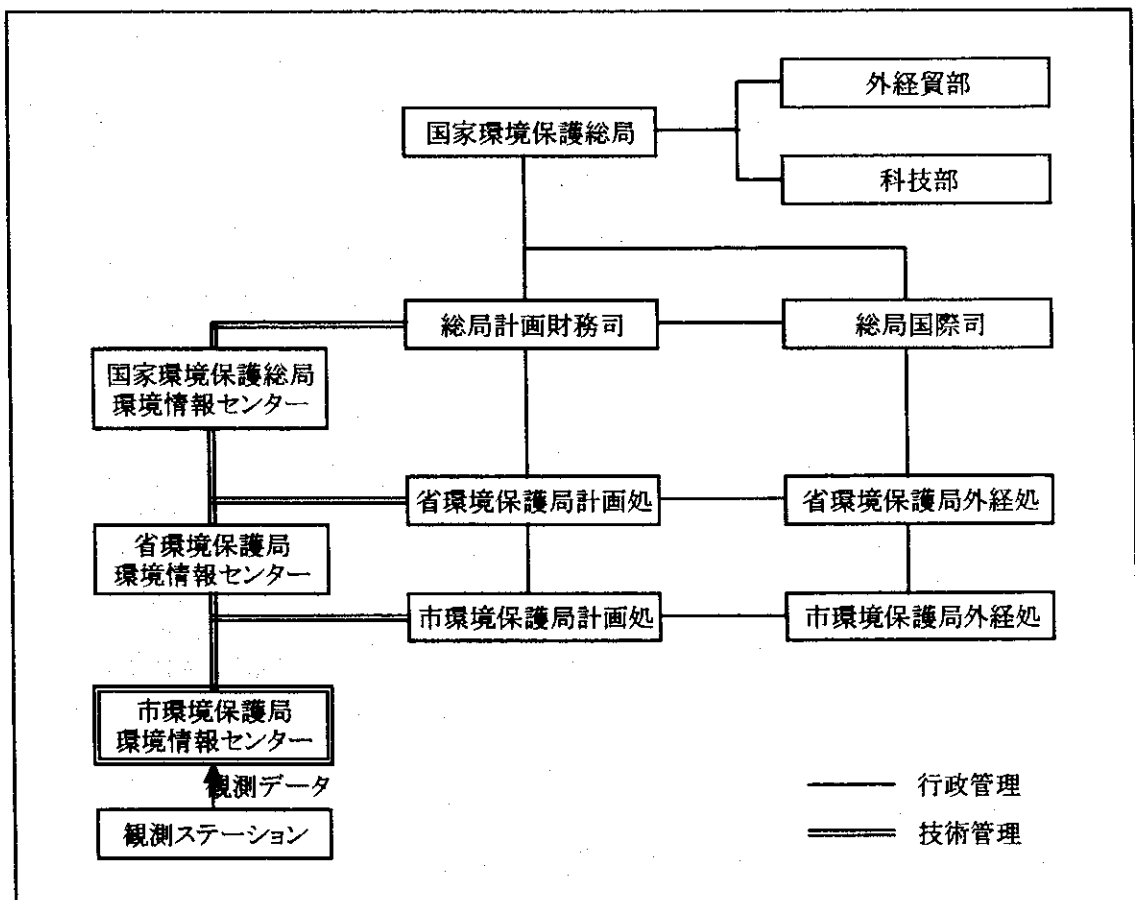 外経貿部
国家環境保護総局
科技部
総局計画財務司
総局国際司
国家環境保護総局
環境情報センター
省環境保護局計画処
省環境保護局外経処
省環境保護局
環境情報センター
市環境保護局計画処
市環境保護局外経処
市環境保護局
環境情報センター
観測データ
観測ステーション
行政管理
技術管理